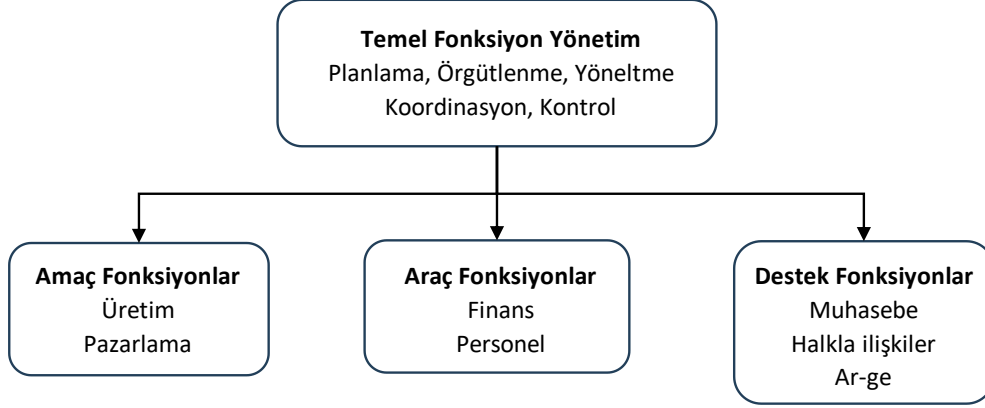 Temel Fonksiyon Yönetim
Planlama, Örgütlenme, Yöneltme
Koordinasyon, Kontrol
Amaç Fonksiyonlar
Üretim
Pazarlama
Araç Fonksiyonlar
Finans
Personel
Destek Fonksiyonlar
Muhasebe
Halkla ilişkiler
Ar-ge